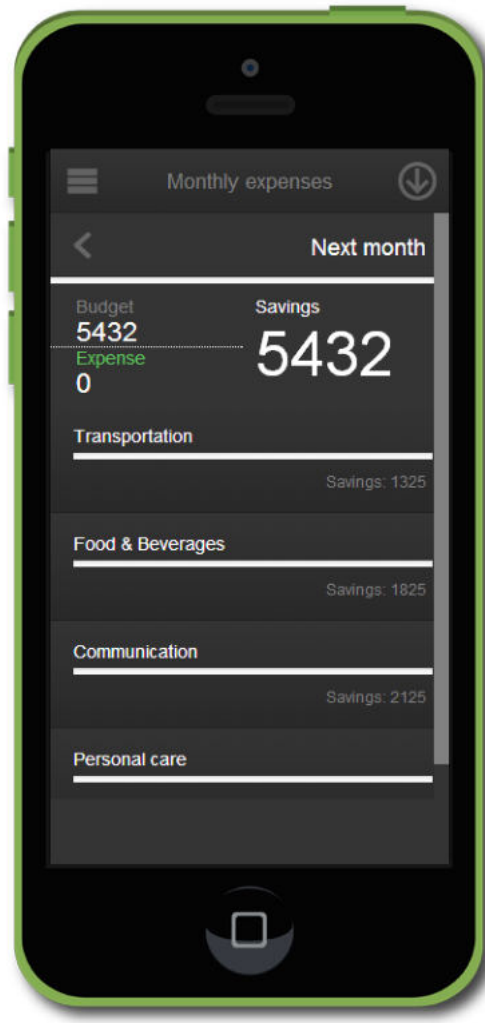 Monthly expenses
Next month
Budget
5432
Expense
0
Savings
5432
Transportation
Savings: 1325
Food & Beverages
Savings: 1825
Communication
Savings: 2125
Personal care